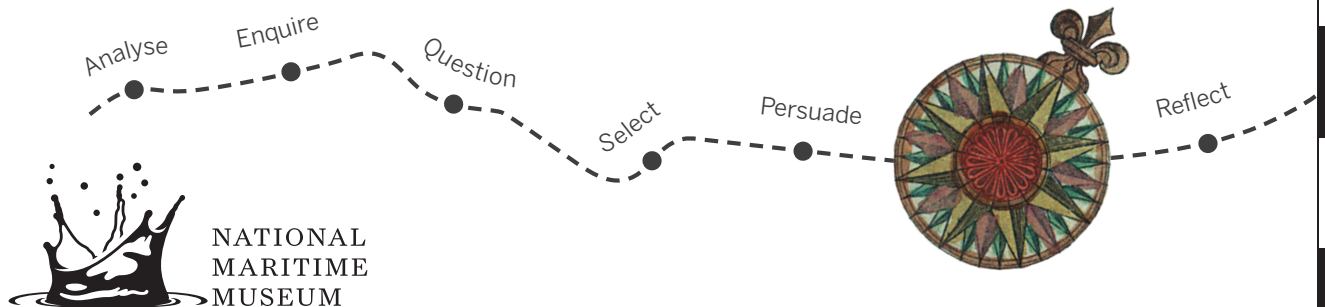 Analyse
Enquire
Question
Select
Persuade
Reflect
NATIONAL
MARITIME
MUSEUM